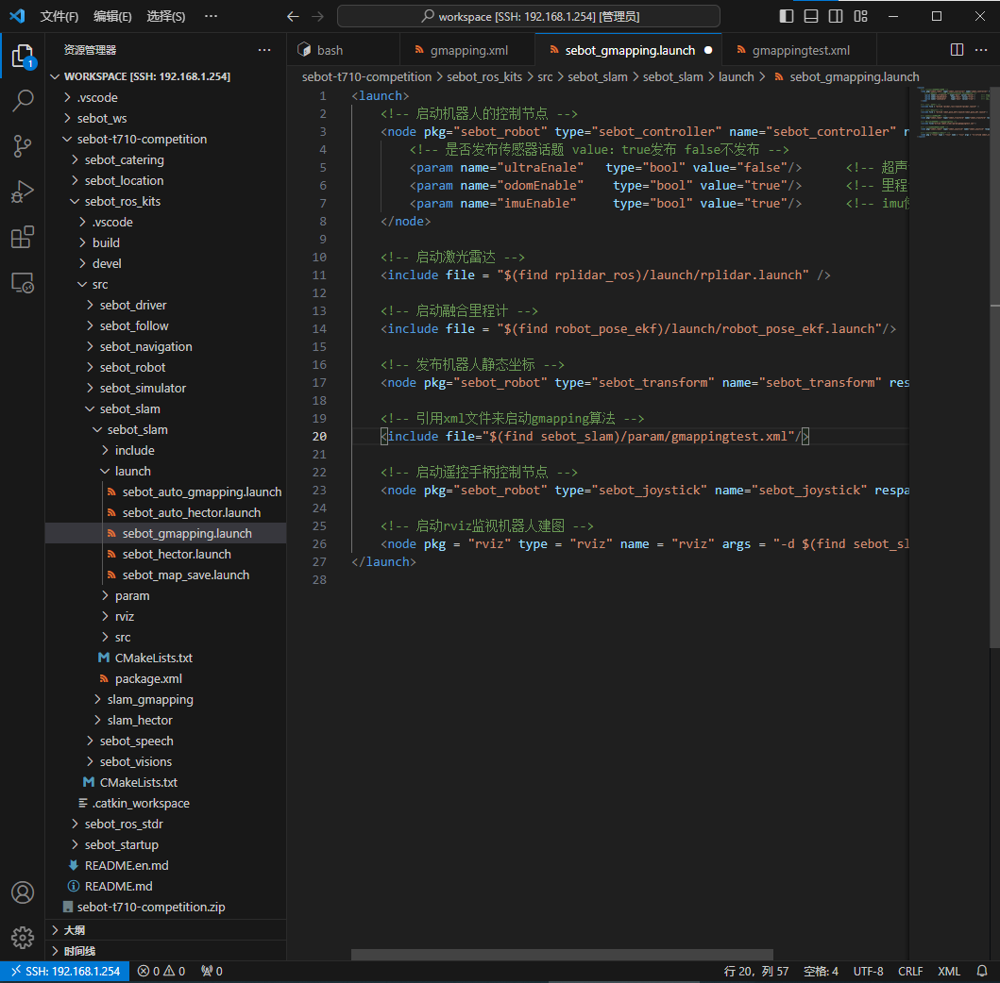 文件(F) 编辑(E) 选择(S) ··· workspace [SSH: 192.168.1.254] [管理员]
资源管理器 ···
1
WORKSPACE [SSH: 192.168.1.254]
.vscode
sebot_ws
sebot-t710-competition
sebot_catering
sebot_location
sebot_ros_kits
.vscode
build
devel
src
sebot_driver
sebot_follow
sebot_navigation
sebot_robot
sebot_simulator
sebot_slam
sebot_slam
include
launch
sebot_auto_gmapping.launch
sebot_auto_hector.launch
sebot_gmapping.launch
sebot_hector.launch
sebot_map_save.launch
param
rviz
src
CMakeLists.txt
package.xml
slam_gmapping
slam_hector
sebot_speech
sebot_visions
CMakeLists.txt
.catkin_workspace
sebot_ros_stdr
sebot_startup
README.en.md
README.md
sebot-t710-competition.zip
大纲
时间线
bash gmapping.xml sebot_gmapping.launch gmappingtest.xml ···
sebot-t710-competition > sebot_ros_kits > src > sebot_slam > sebot_slam > launch > sebot_gmapping.launch
1 <launch>
2 <!-- 启动机器人的控制节点 -->
3 <node pkg="sebot_robot" type="sebot_controller" name="sebot_controller"
4 <!-- 是否发布传感器话题 value：true发布 false不发布 -->
5 <param name="ultraEnale" type="bool" value="false"/> <!-- 超声
6 <param name="odomEnable" type="bool" value="true"/> <!-- 里程
7 <param name="imuEnable" type="bool" value="true"/> <!-- imu
8 </node>
9
10 <!-- 启动激光雷达 -->
11 <include file = "$(find rplidar_ros)/launch/rplidar.launch" />
12
13 <!-- 启动融合里程计 -->
14 <include file = "$(find robot_pose_ekf)/launch/robot_pose_ekf.launch"/>
15
16 <!-- 发布机器人静态坐标 -->
17 <node pkg="sebot_robot" type="sebot_transform" name="sebot_transform" res
18
19 <!-- 引用xml文件来启动gmapping算法 -->
20 <include file="$(find sebot_slam)/param/gmappingtest.xml"/>
21
22 <!-- 启动遥控手柄控制节点 -->
23 <node pkg="sebot_robot" type="sebot_joystick" name="sebot_joystick" respa
24
25 <!-- 启动rviz监视机器人建图 -->
26 <node pkg = "rviz" type = "rviz" name = "rviz" args = "-d $(find sebot_sl
27 </launch>
28
SSH: 192.168.1.254 0 0 0 行 20，列 57 空格: 4 UTF-8 CRLF XML